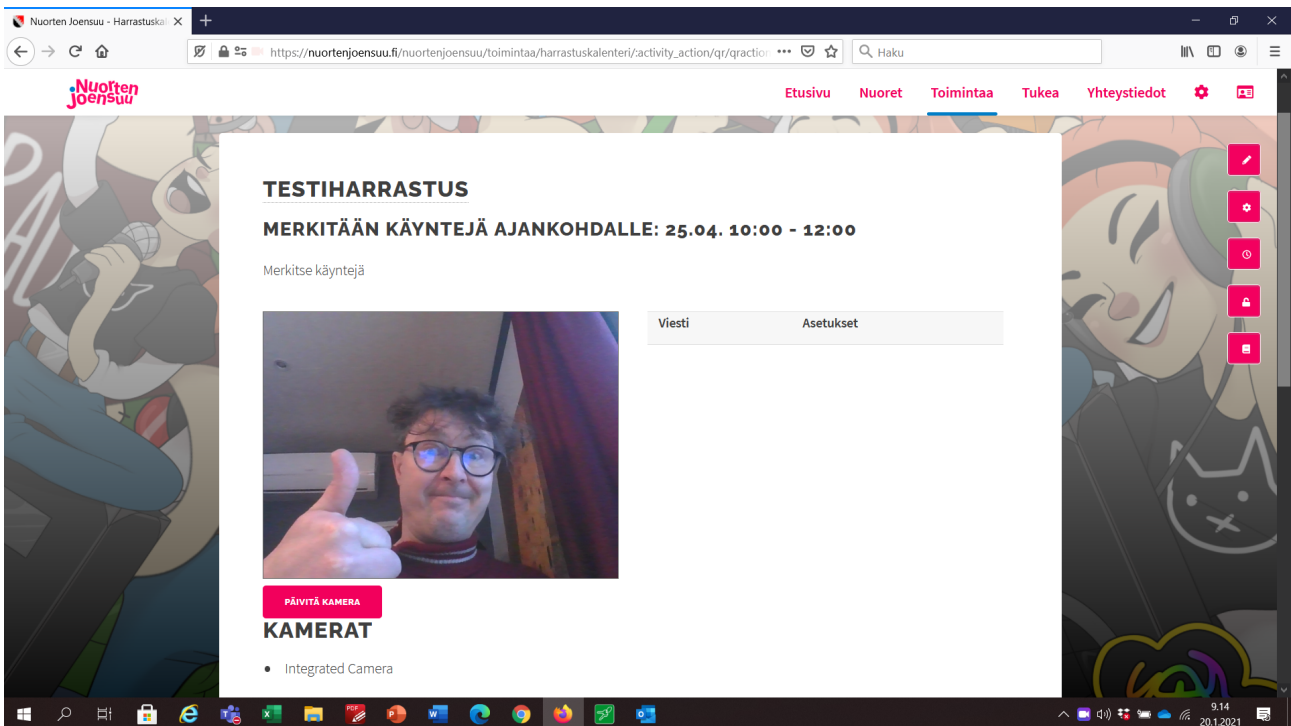 Nuorten Joensuu - Harrastuskal
https://nuortenjoensuu.fi/nuortenjoensuu/toimintaa/harrastuskalenteri/:activity_action/qr/qraction
Haku
Nuorten
Joensuu
Etusivu Nuoret Toimintaa Tukea Yhteystiedot
TESTIHARRASTUS
MERKITÄÄN KÄYNTEJÄ AJANKOHDALLE: 25.04. 10:00 - 12:00
Merkitse käyntejä
Viesti Asetukset
PÄIVITÄ KAMERA
KAMERAT
• Integrated Camera
9.14
20.1.2021